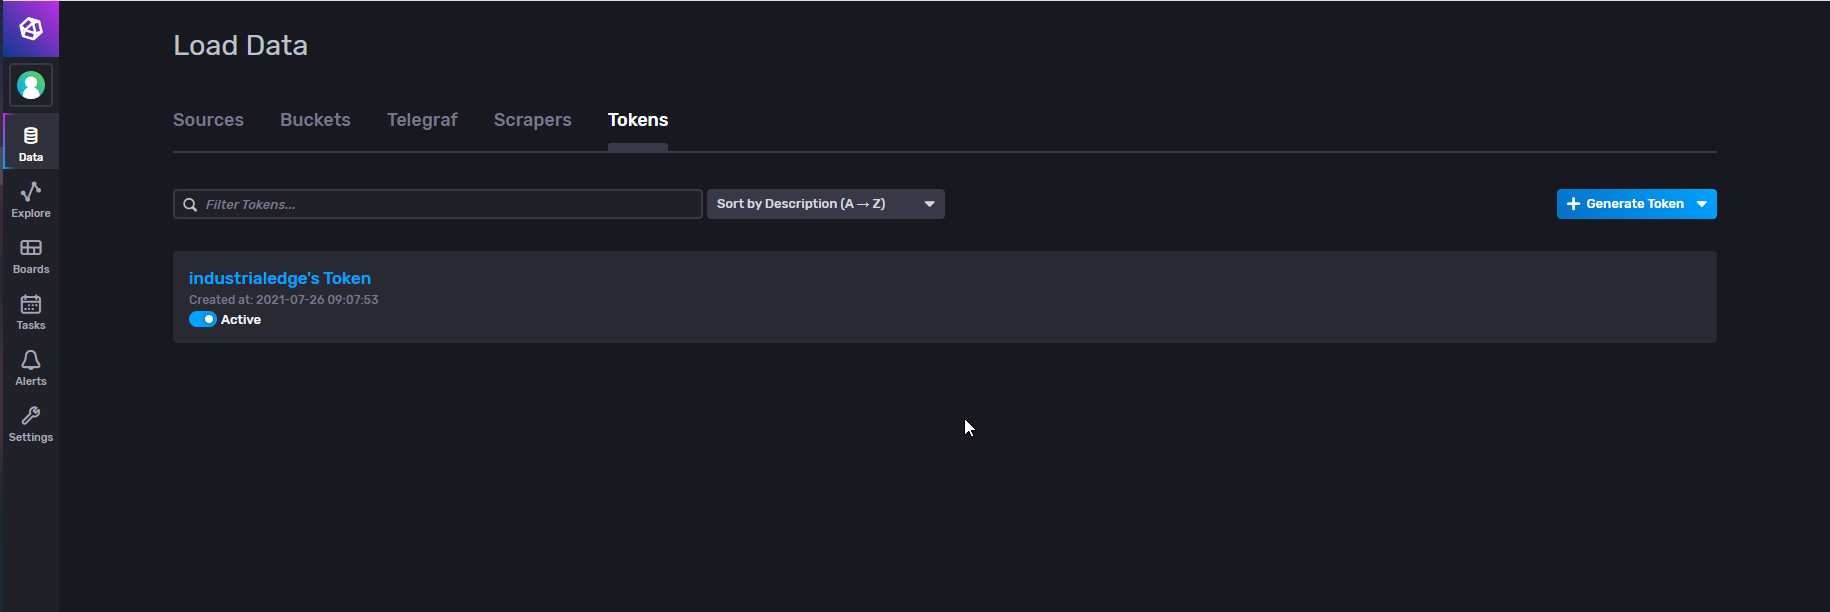 Load Data
Sources Buckets Telegraf Scrapers Tokens
Data
Explore
Boards
Tasks
Alerts
Settings
Filter Tokens...
Sort by Description (A → Z)
Generate Token
industrialedge's Token
Created at: 2021-07-26 09:07:53
Active